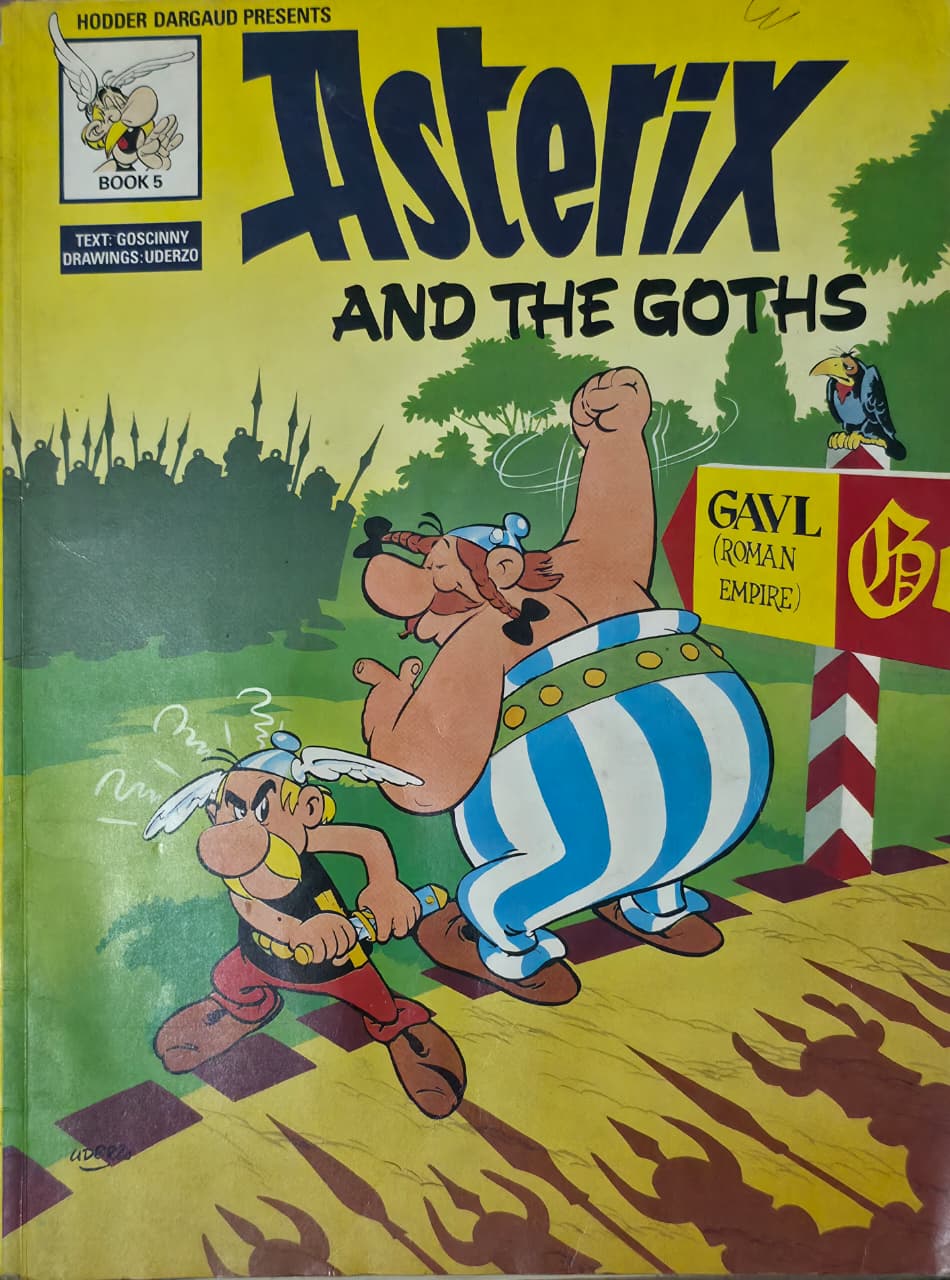 HODDER DARGAUD PRESENTS
BOOK 5
TEXT: GOSCINNY
DRAWINGS: UDERZO
Asterix
AND THE GOTHS
GAVL
(ROMAN
EMPIRE)
G
UDERZO